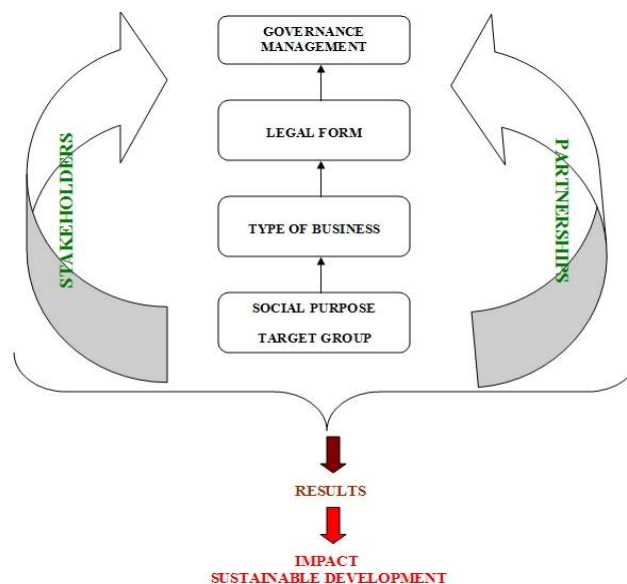 GOVERNANCE
MANAGEMENT
LEGAL FORM
STAKEHOLDERS
PARTNERSHIPS
TYPE OF BUSINESS
SOCIAL PURPOSE
TARGET GROUP
RESULTS
IMPACT
SUSTAINABLE DEVELOPMENT